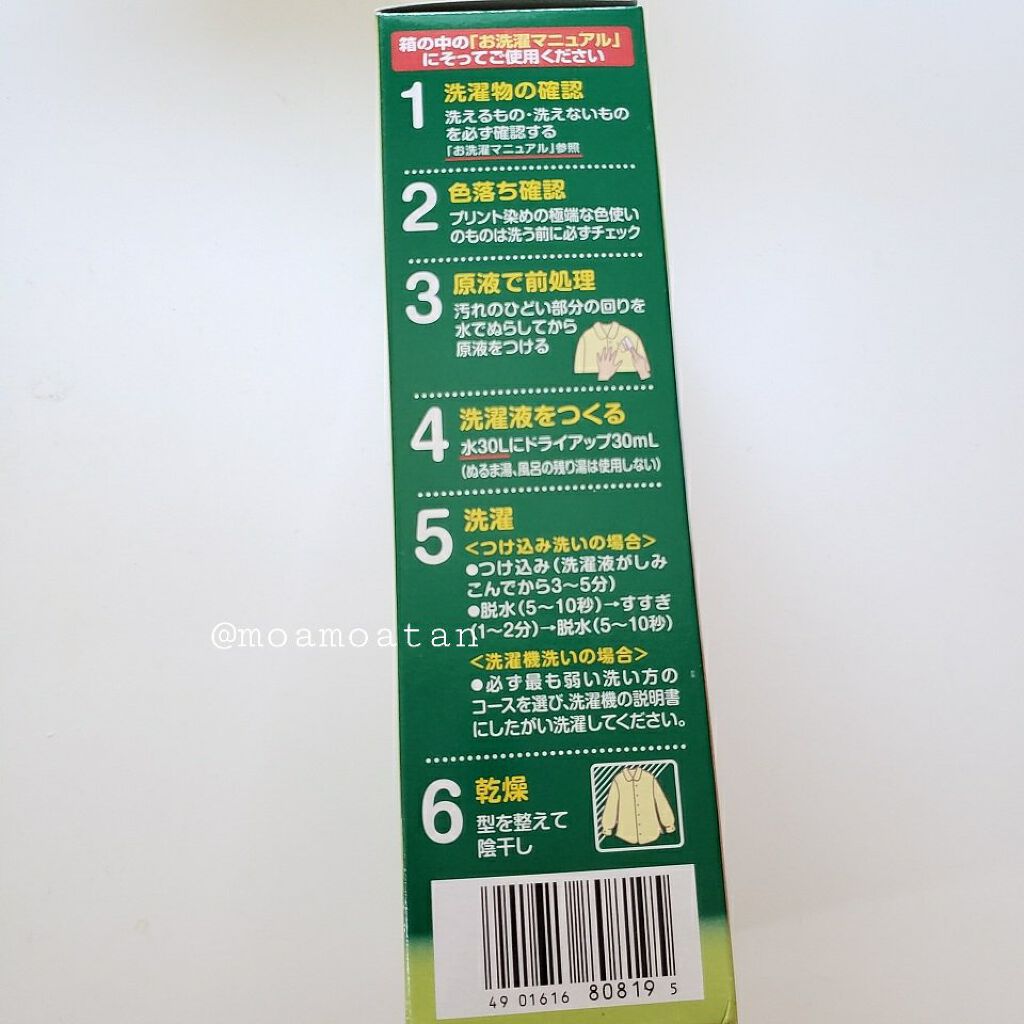 箱の中の「お洗濯マニュアル」
にそってご使用ください
1 洗濯物の確認
洗えるもの・洗えないもの
を必ず確認する
「お洗濯マニュアル」参照
2 色落ち確認
プリント染めの極端な色使い
のものは洗う前に必ずチェック
3 原液で前処理
汚れのひどい部分の回りを
水でぬらしてから
原液をつける
4 洗濯液をつくる
水30Lにドライアップ30mL
(ぬるま湯、風呂の残り湯は使用しない)
5 洗濯
<つけ込み洗いの場合>
●つけ込み(洗濯液がしみ
こんでから3~5分)
●脱水(5~10秒)→すすぎ
(1~2分)→脱水(5~10秒)
@moamoatan
<洗濯機洗いの場合>
●必ず最も弱い洗い方の
コースを選び、洗濯機の説明書
にしたがい洗濯してください。
6 乾燥
型を整えて
陰干し
49 01616 80819 5